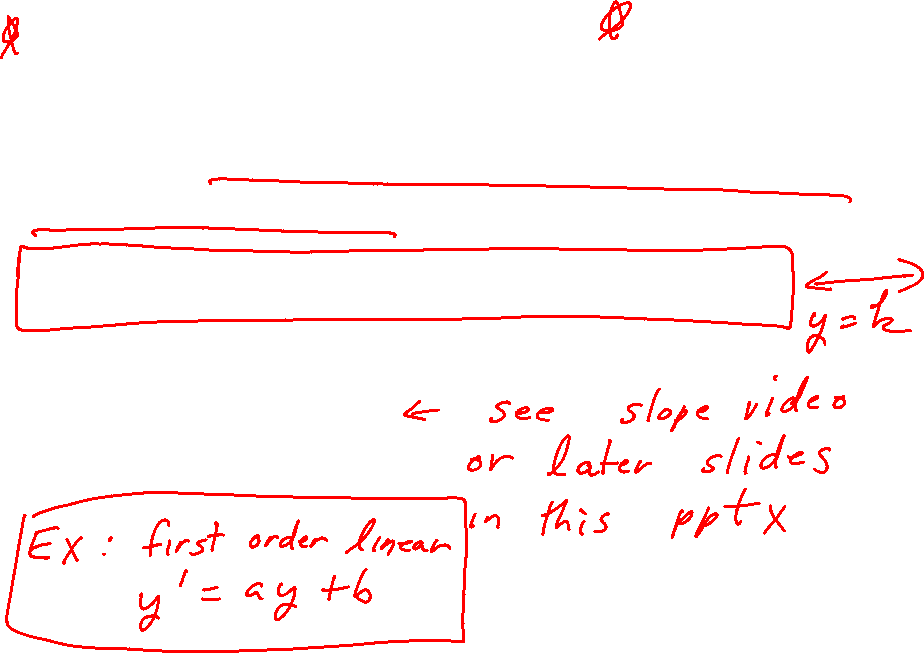 y = k
← see slope video
or later slides
in this pptx
Ex: first order linear
y' = ay + b